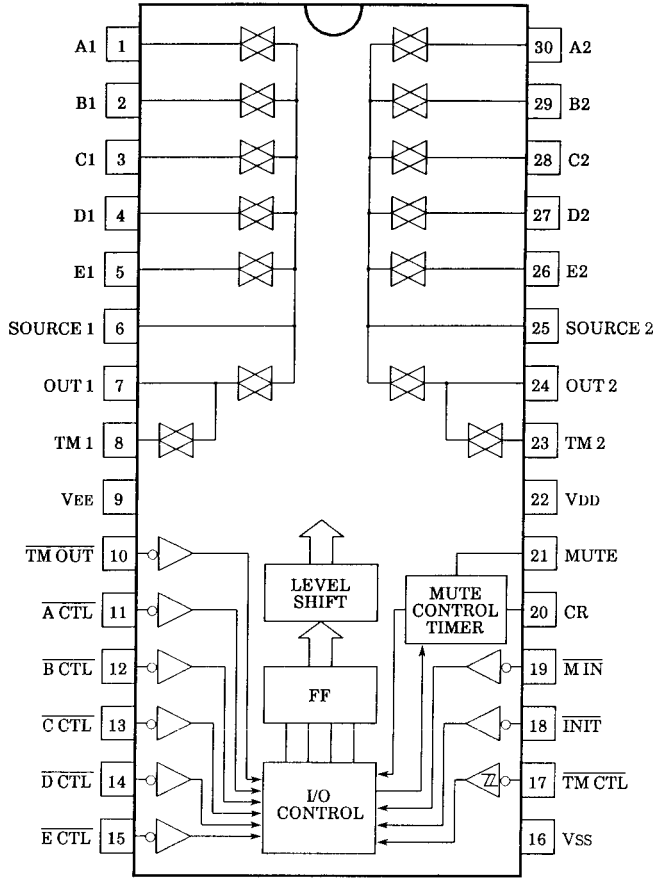 A1 1 30 A2
B1 2 29 B2
C1 3 28 C2
D1 4 27 D2
E1 5 26 E2
SOURCE 1 6 25 SOURCE 2
OUT 1 7 24 OUT 2
TM 1 8 23 TM 2
VEE 9 22 VDD
TM OUT 10 21 MUTE
LEVEL
SHIFT
MUTE
CONTROL
TIMER
A CTL 11 20 CR
B CTL 12 19 M IN
FF
C CTL 13 18 INIT
D CTL 14 17 TM CTL
I/O
CONTROL
E CTL 15 16 VSS